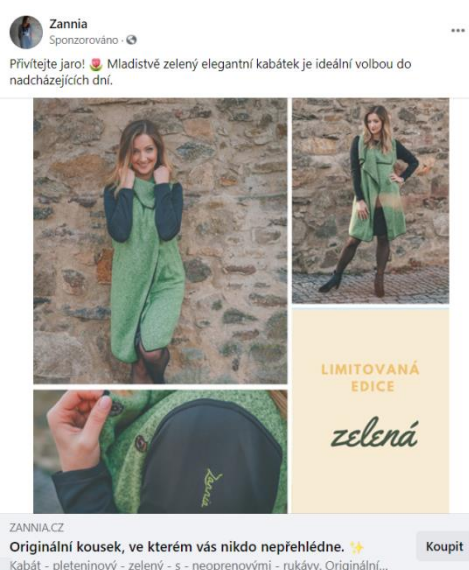 Zannia
Sponzorováno ·
Přivítejte jaro! 🌷 Mladistvě zelený elegantní kabátek je ideální volbou do
nadcházejících dní.
LIMITOVANÁ
EDICE
zelená
Zannia
ZANNIA.CZ
Originální kousek, ve kterém vás nikdo nepřehlédne. ✨
Koupit
Kabát - pleteninový - zelený - s - neoprenovými - rukávy. Originální...